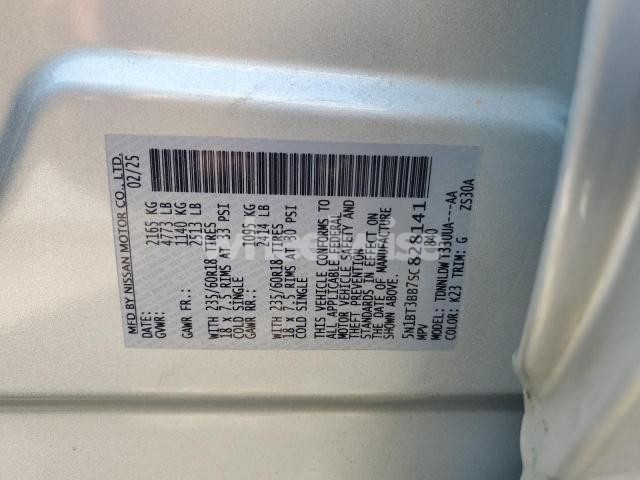 MFD BY NISSAN MOTOR CO., LTD.
DATE: 02/25
GVWR: 2165 KG
4773 LB
GAWR FR.: 1140 KG
2513 LB
WITH 235/60R18 TIRES
18 X 7.5 RIMS AT 33 PSI
COLD SINGLE
GAWR RR.: 1095 KG
2414 LB
WITH 235/60R18 TIRES
18 X 7.5 RIMS AT 30 PSI
COLD SINGLE
THIS VEHICLE CONFORMS TO
ALL APPLICABLE FEDERAL
MOTOR VEHICLE SAFETY AND
THEFT PREVENTION
STANDARDS IN EFFECT ON
THE DATE OF MANUFACTURE
SHOWN ABOVE.
5N1BT3BB7SC828141
MPV 1840
MODEL: TDNNLDW T33UUA----AA
COLOR: K23 TRIM: G ZS30A